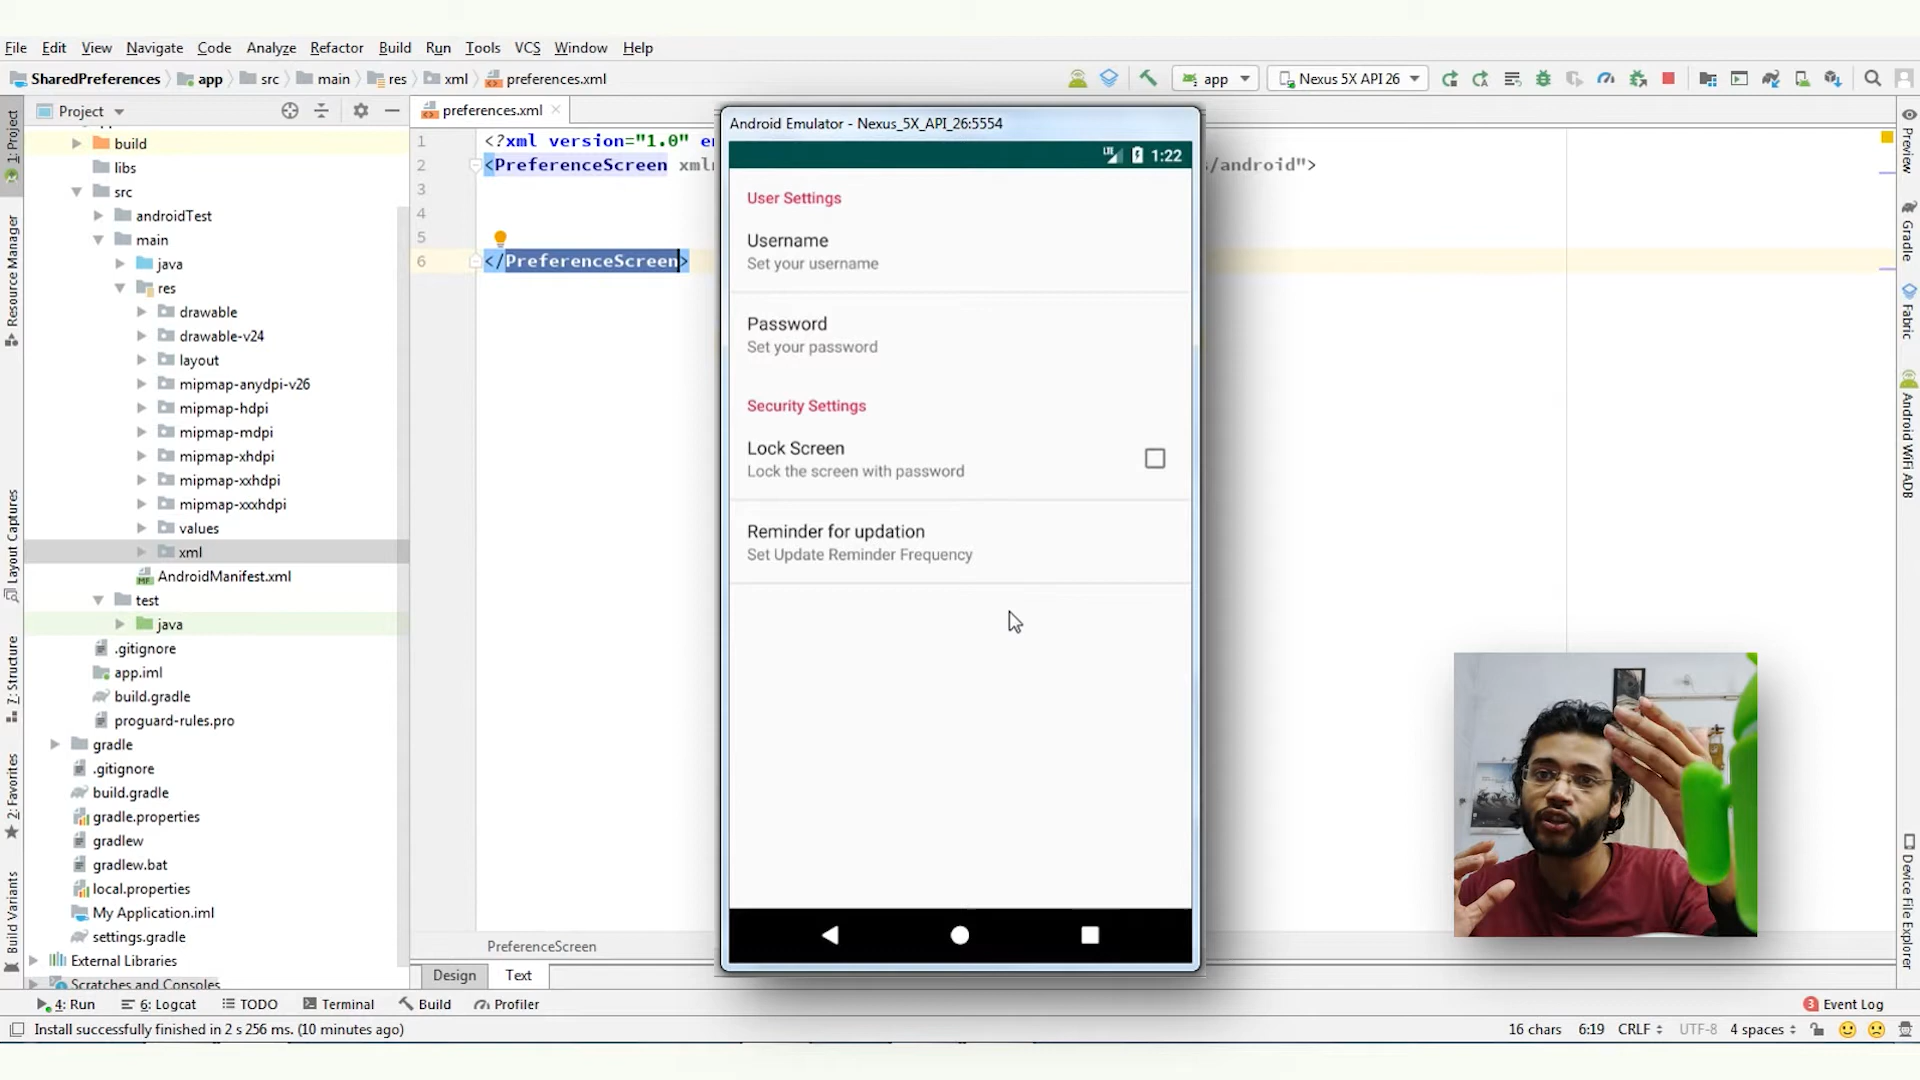 File Edit View Navigate Code Analyze Refactor Build Run Tools VCS Window Help
SharedPreferences app src main res xml preferences.xml
app Nexus 5X API 26
Project
preferences.xml
1: Project
Resource Manager
Layout Captures
7: Structure
2: Favorites
Build Variants
build
libs
src
androidTest
main
java
res
drawable
drawable-v24
layout
mipmap-anydpi-v26
mipmap-hdpi
mipmap-mdpi
mipmap-xhdpi
mipmap-xxhdpi
mipmap-xxxhdpi
values
xml
AndroidManifest.xml
test
java
.gitignore
app.iml
build.gradle
proguard-rules.pro
gradle
.gitignore
build.gradle
gradle.properties
gradlew
gradlew.bat
local.properties
My Application.iml
settings.gradle
External Libraries
Scratches and Consoles
1 <?xml version="1.0" e
2 <PreferenceScreen xml s/android">
3
4
5
6 </PreferenceScreen>
PreferenceScreen
Design Text
Android Emulator - Nexus_5X_API_26:5554
LTE 1:22
User Settings
Username
Set your username
Password
Set your password
Security Settings
Lock Screen
Lock the screen with password
Reminder for updation
Set Update Reminder Frequency
Preview
Gradle
Fabric
Android WiFi ADB
Device File Explorer
4: Run 6: Logcat TODO Terminal Build Profiler 3 Event Log
Install successfully finished in 2 s 256 ms. (10 minutes ago) 16 chars 6:19 CRLF UTF-8 4 spaces